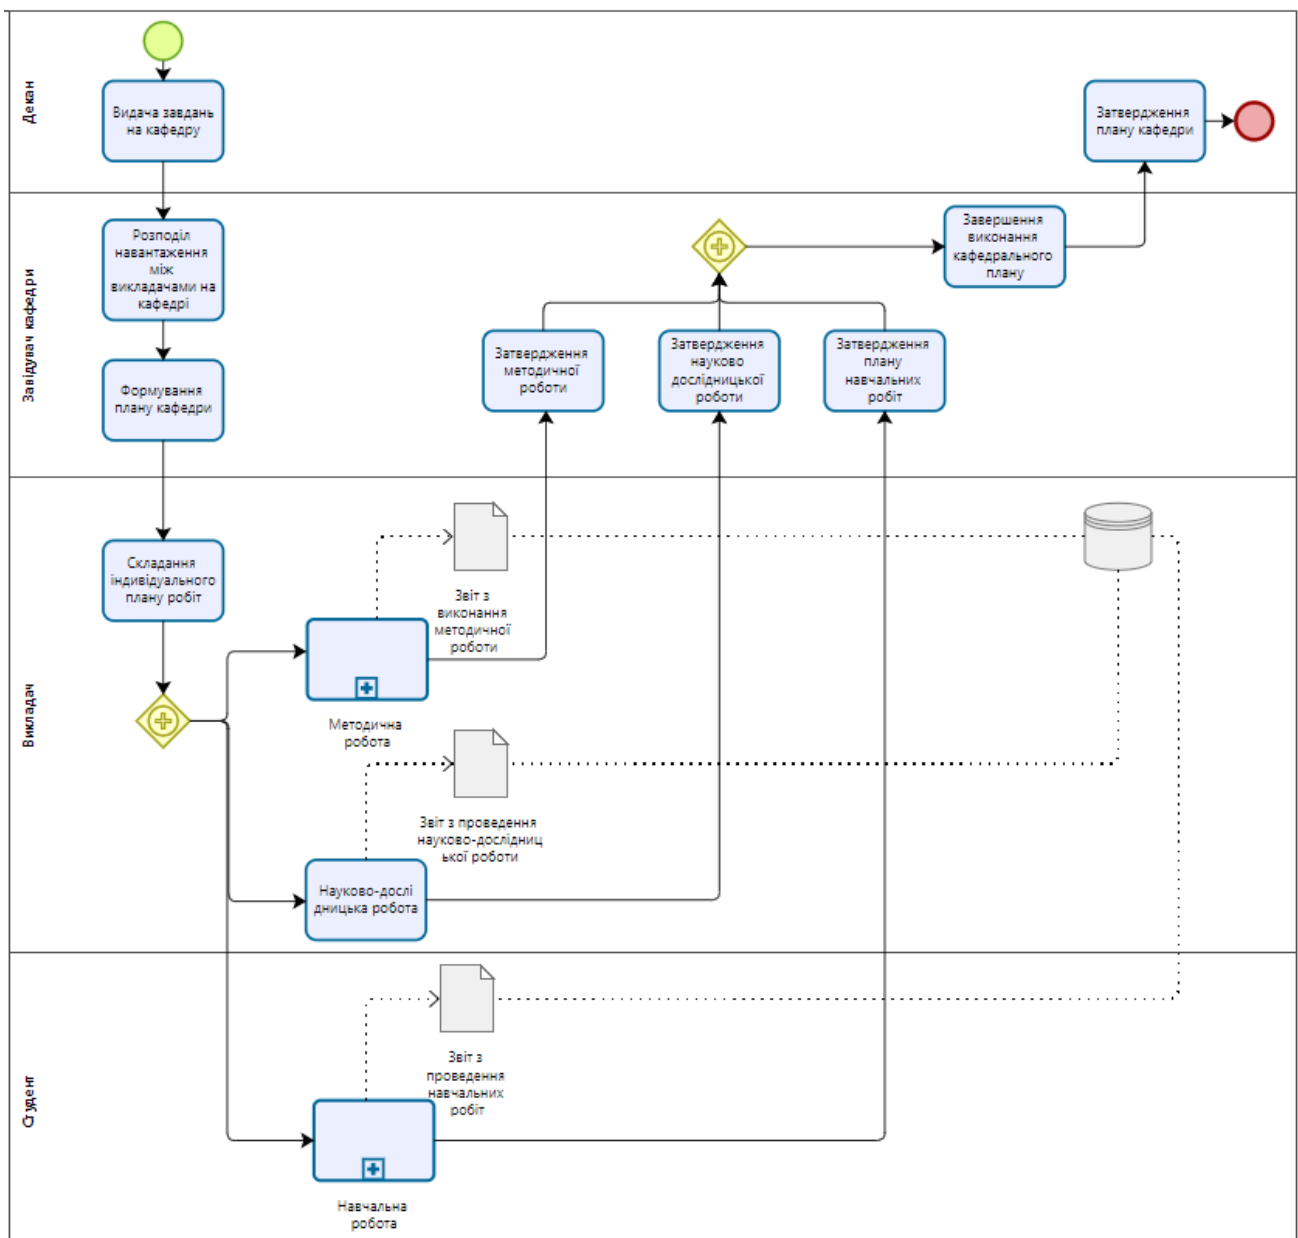 Декан
Видача завдань
на кафедру
Затвердження
плану кафедри
Завідувач кафедри
Розподіл
навантаження
між
викладачами на
кафедрі
Завершення
виконання
кафедрального
плану
Формування
плану кафедри
Затвердження
методичної
роботи
Затвердження
науково
дослідницької
роботи
Затвердження
плану
навчальних
робіт
Викладач
Складання
індивідуального
плану робіт
Звіт з
виконання
методичної
роботи
Методична
робота
Звіт з проведення
науково-дослідниц
ької роботи
Науково-дослі
дницька робота
Студент
Звіт з
проведення
навчальних
робіт
Навчальна
робота